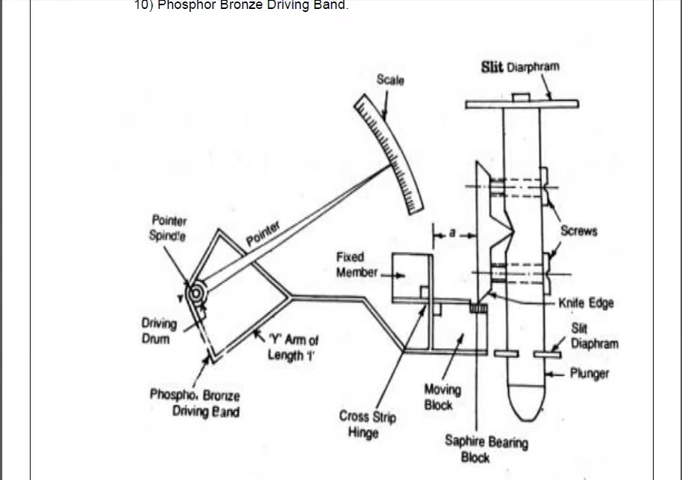 10) Phosphor Bronze Driving Band.
Slit Diarphram
Scale
Pointer
Spindle
Pointer
a
Screws
Fixed
Member
Knife Edge
Driving
Drum
'Y' Arm of
Length 'l'
Slit
Diaphram
Plunger
Phospho. Bronze
Driving Band
Moving
Block
Cross Strip
Hinge
Saphire Bearing
Block